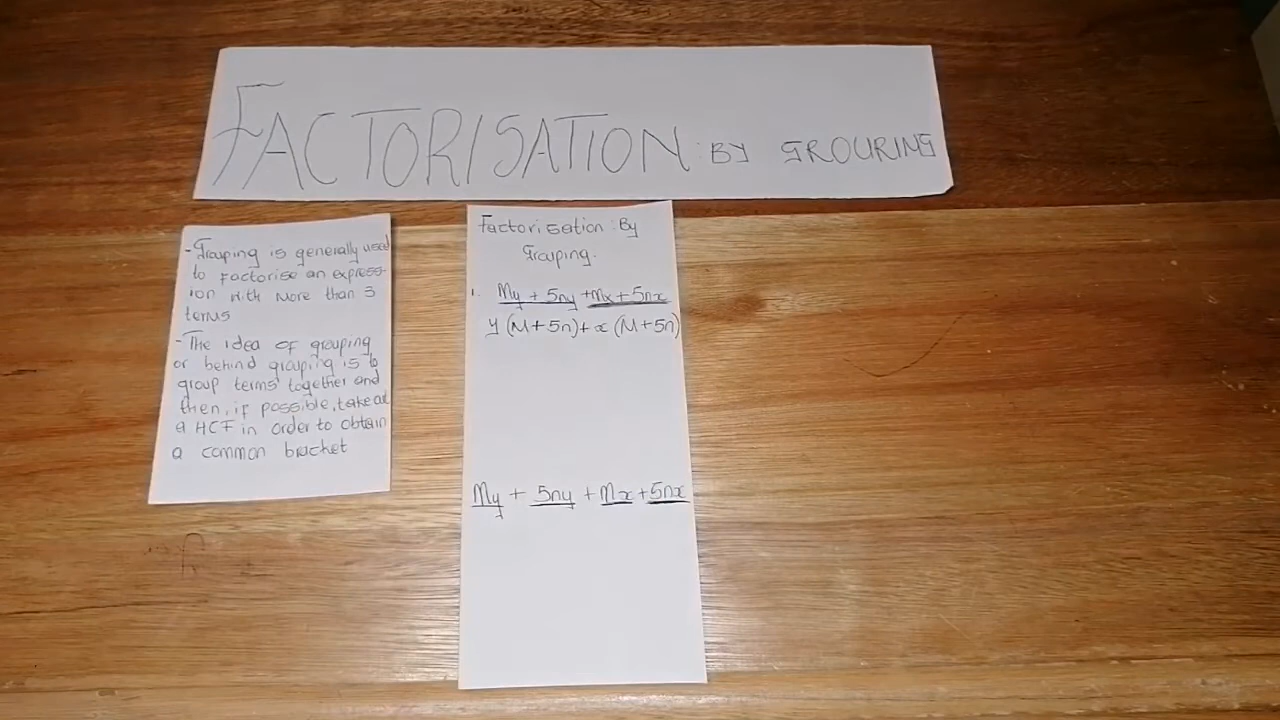 FACTORISATION: BY GROURING
- Grouping is generally used
to factorise an express-
ion with more than 3
terms
- The idea of grouping
or behind grouping is to
group terms together and
then, if possible, take out
a HCF in order to obtain
a common bracket
Factorisation: By
Grouping.
1. My + 5ny + Mx + 5nx
y (M + 5n) + x (M + 5n)
My + 5ny + Mx + 5nx